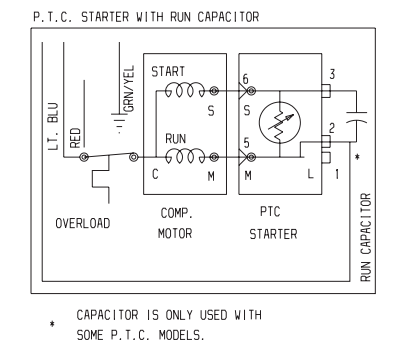 P.T.C. STARTER WITH RUN CAPACITOR
LT. BLU
RED
GRN/YEL
START
S
RUN
C
M
6
S
5
M
L
3
2
1
*
OVERLOAD
COMP.
MOTOR
PTC
STARTER
RUN CAPACITOR
* CAPACITOR IS ONLY USED WITH
SOME P.T.C. MODELS.